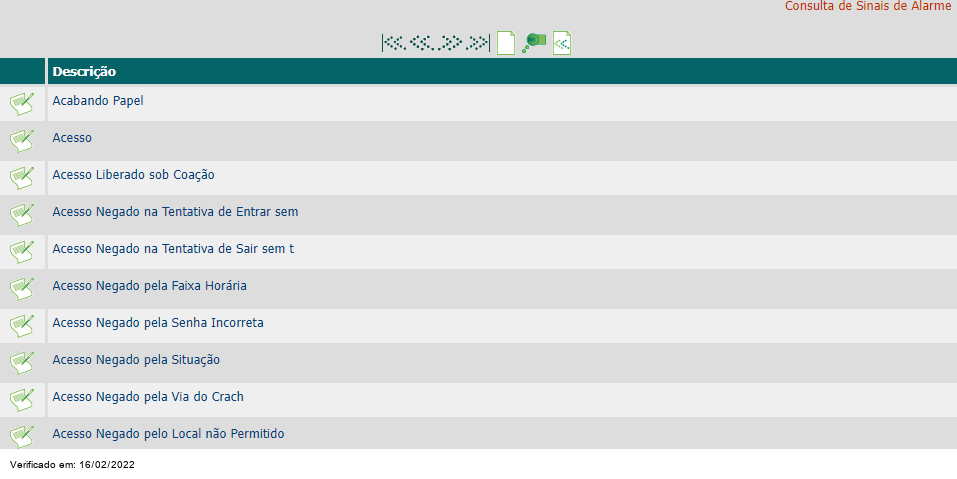 Consulta de Sinais de Alarme
Descrição
Acabando Papel
Acesso
Acesso Liberado sob Coação
Acesso Negado na Tentativa de Entrar sem
Acesso Negado na Tentativa de Sair sem t
Acesso Negado pela Faixa Horária
Acesso Negado pela Senha Incorreta
Acesso Negado pela Situação
Acesso Negado pela Via do Crach
Acesso Negado pelo Local não Permitido
Verificado em: 16/02/2022